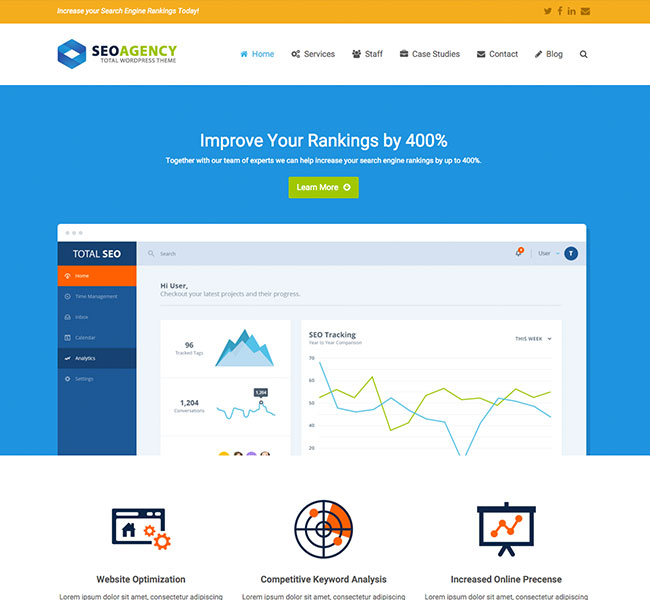 Increase your Search Engine Rankings Today!
SEOAGENCY
TOTAL WORDPRESS THEME
Home Services Staff Case Studies Contact Blog
Improve Your Rankings by 400%
Together with our team of experts we can help increase your search engine rankings by up to 400%.
Learn More
TOTAL SEO
Search
User
T
Home
Time Management
Inbox
Calendar
Analytics
Settings
Hi User,
Checkout your latest projects and their progress.
96
Tracked Tags
1,204
Conversations
1,204
SEO Tracking
Year to Year Comparison
THIS WEEK
70
60
50
40
30
20
Website Optimization
Competitive Keyword Analysis
Increased Online Precense
Lorem ipsum dolor sit amet, consectetur adipiscing
Lorem ipsum dolor sit amet, consectetur adipiscing
Lorem ipsum dolor sit amet, consectetur adipiscing